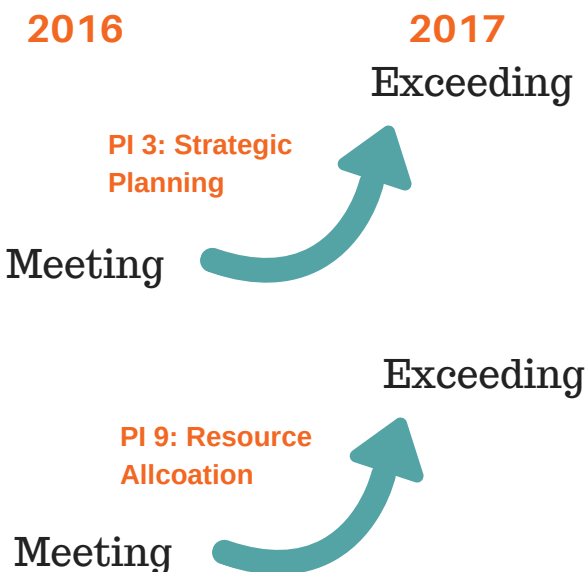 2016
2017
Exceeding
PI 3: Strategic
Planning
Meeting
Exceeding
PI 9: Resource
Allcoation
Meeting